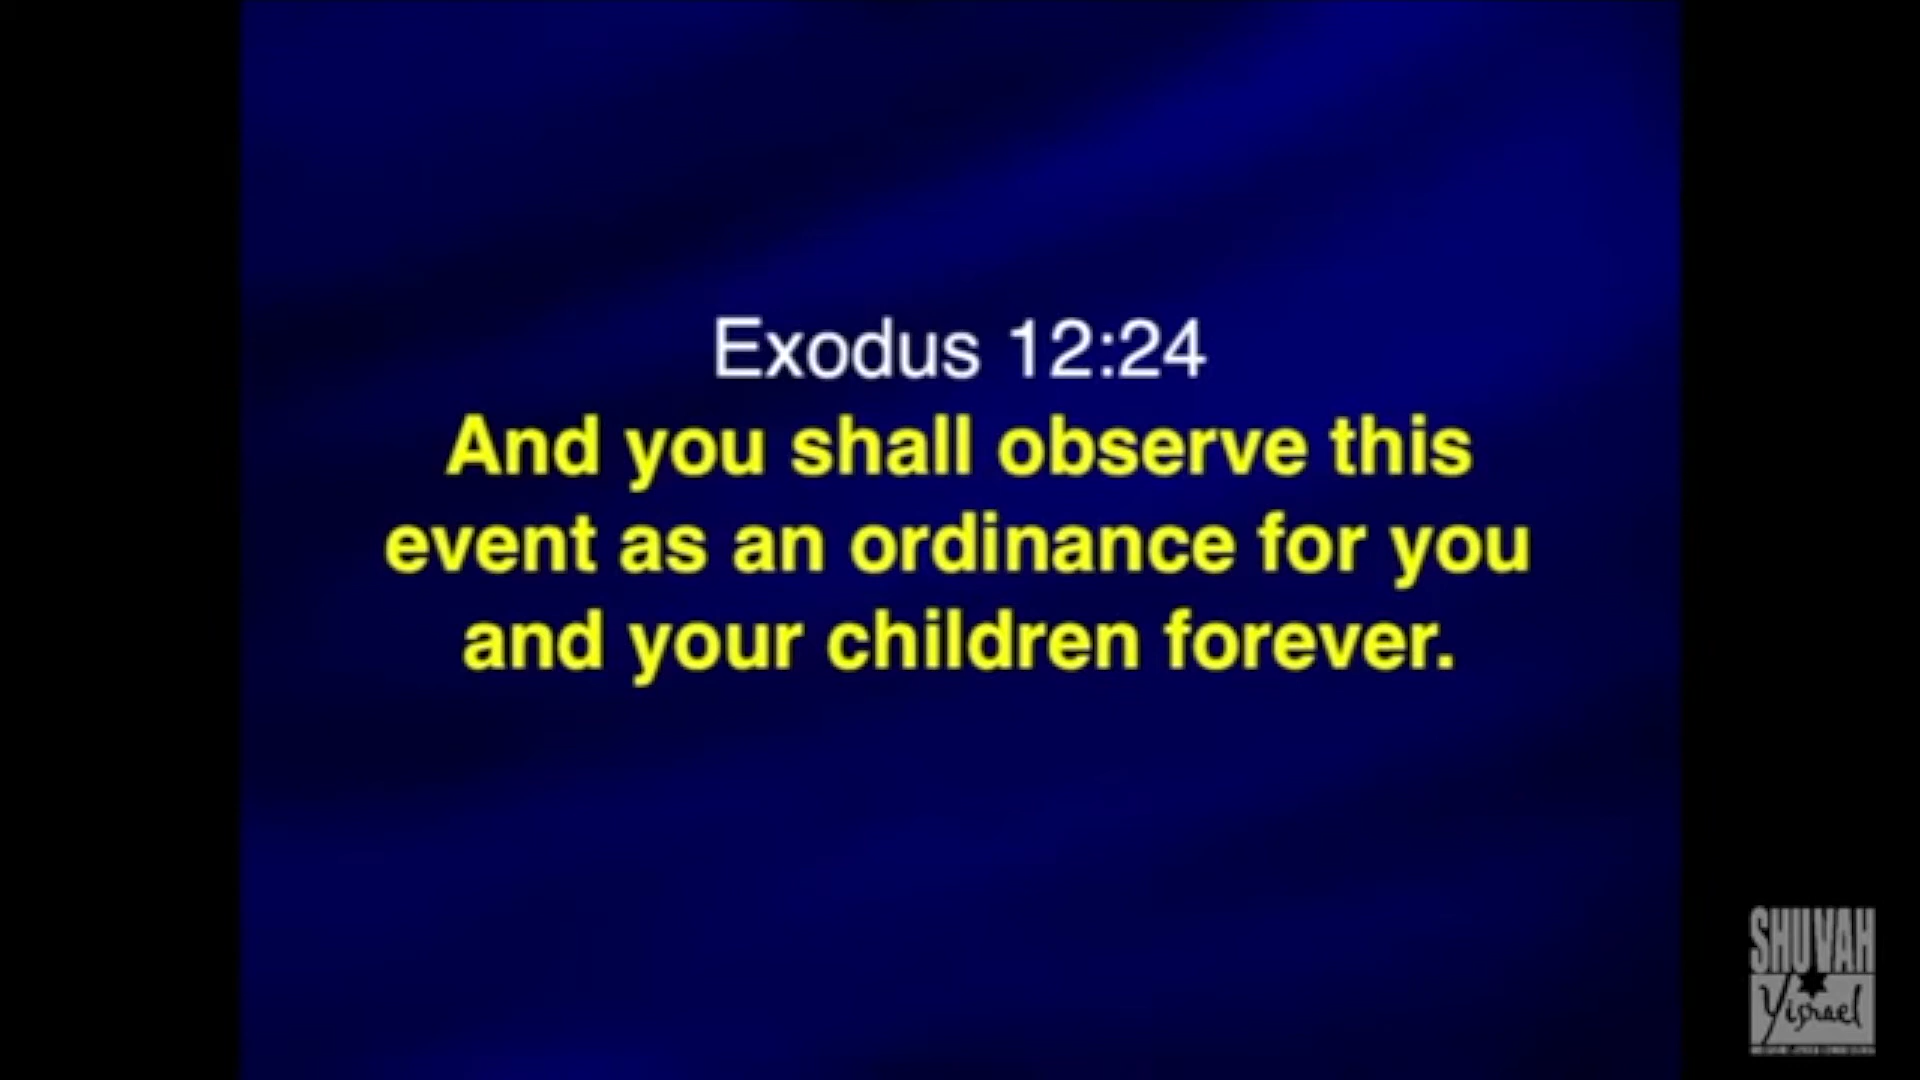 Exodus 12:24
And you shall observe this
event as an ordinance for you
and your children forever.
SHUVAH
Yisrael